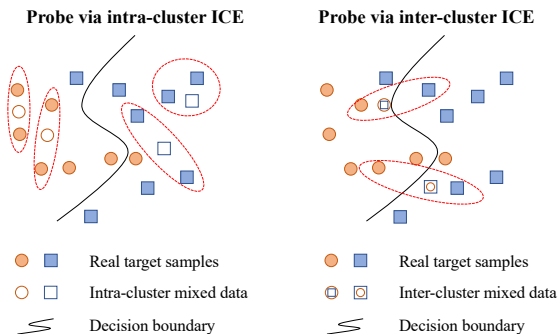 Probe via intra-cluster ICE
Probe via inter-cluster ICE
Real target samples
Intra-cluster mixed data
Decision boundary
Real target samples
Inter-cluster mixed data
Decision boundary